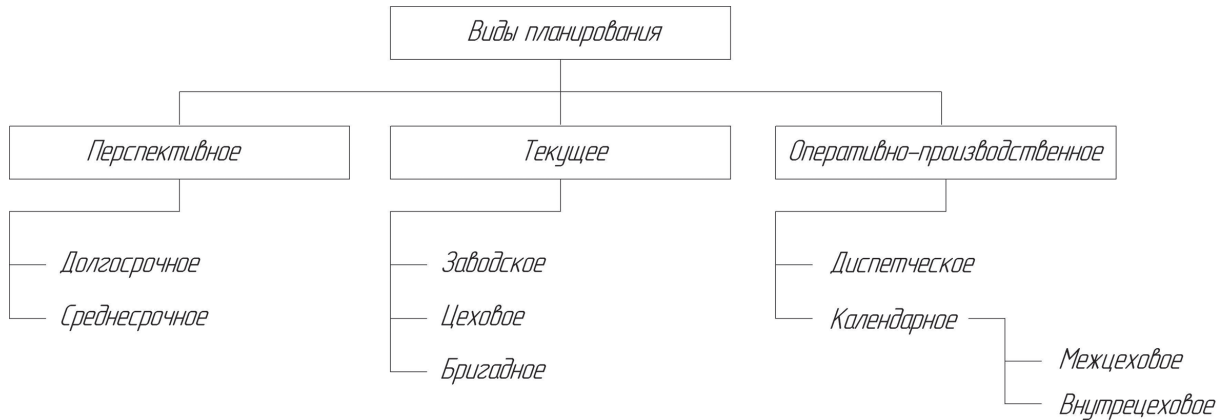 Виды планирования
Перспективное
Текущее
Оперативно-производственное
Долгосрочное
Среднесрочное
Заводское
Цеховое
Бригадное
Диспетческое
Календарное
Межцеховое
Внутрецеховое